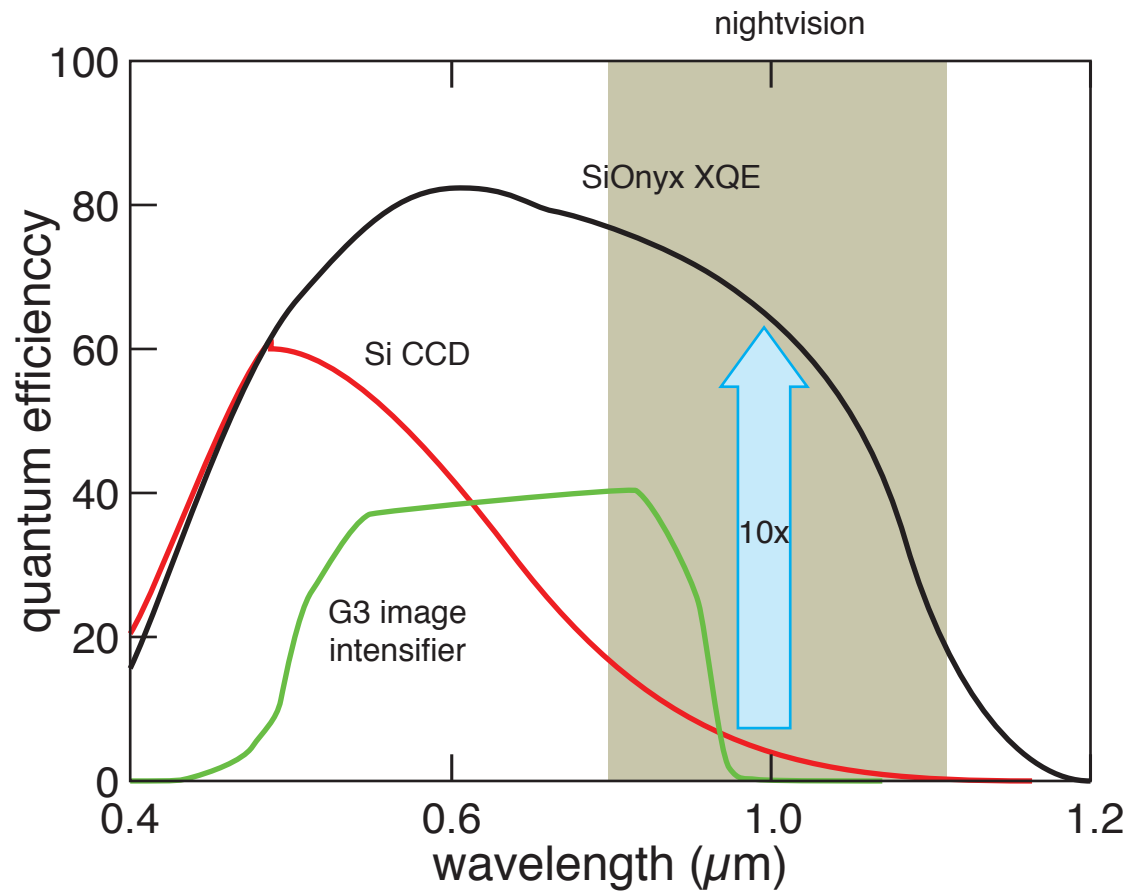 nightvision
100
80
60
40
20
0
quantum efficienccy
SiOnyx XQE
Si CCD
10x
G3 image
intensifier
0.4
0.6
1.0
1.2
wavelength (µm)